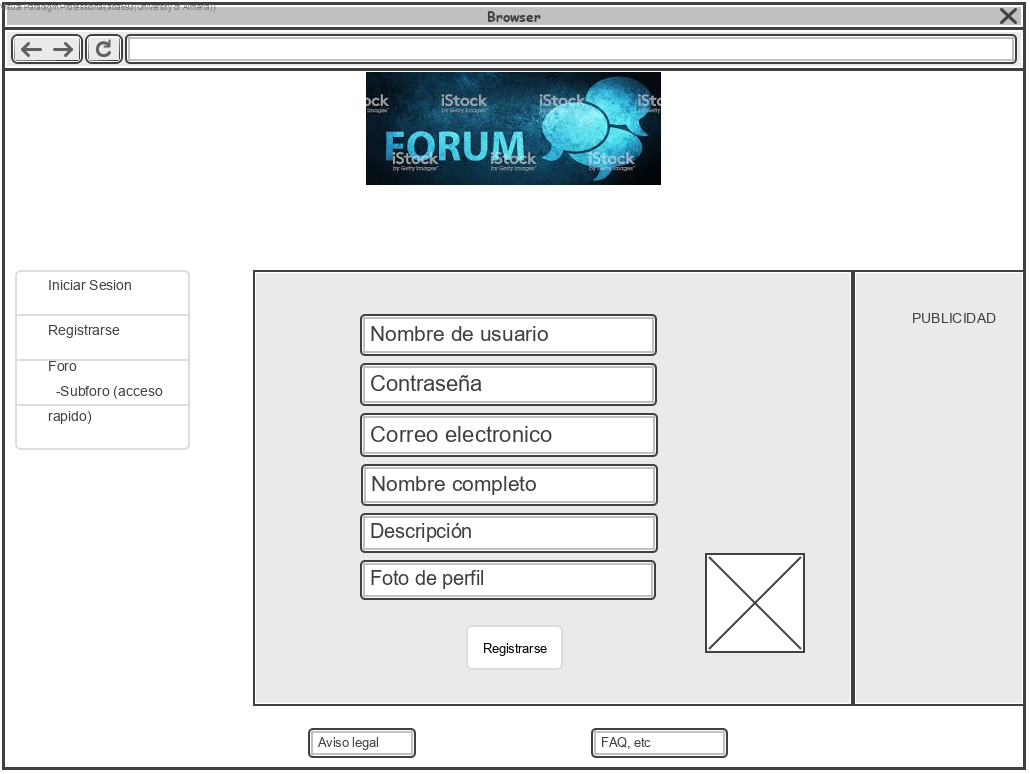 Visual Paradigm Professional(ada693(University of Almeria))
Browser
iStock
by Getty Images
iStock
by Getty Images
FORUM
iStock
by Getty Images
iStock
by Getty Images
iStock
by Getty Images
Iniciar Sesion
Registrarse
Foro
-Subforo (acceso
rapido)
Nombre de usuario
Contraseña
Correo electronico
Nombre completo
Descripción
Foto de perfil
Registrarse
PUBLICIDAD
Aviso legal
FAQ, etc